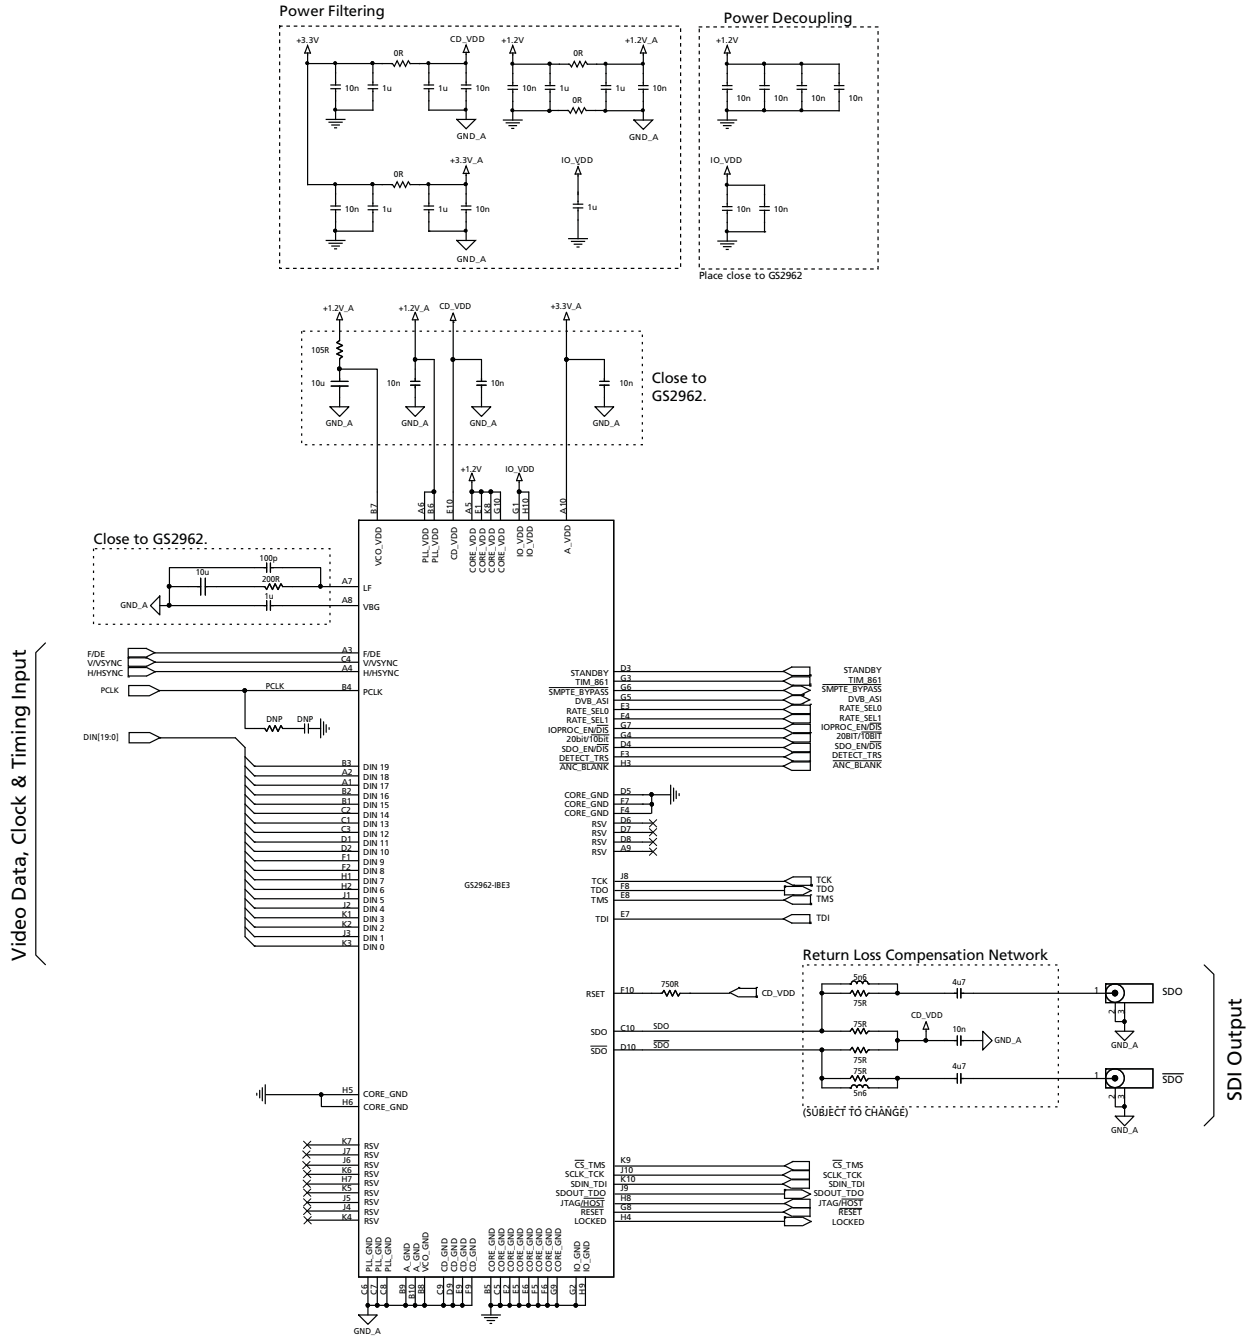 Power Filtering
Power Decoupling
+3.3V
CD_VDD
+1.2V
+1.2V_A
+1.2V
0R
0R
10n
1u
1u
10n
10n
1u
1u
10n
10n
10n
10n
10n
0R
GND_A
GND_A
+3.3V_A
IO_VDD
IO_VDD
0R
10n
1u
1u
10n
1u
10n
10n
GND_A
Place close to GS2962
+1.2V_A
+1.2V_A
CD_VDD
+3.3V_A
105R
10u
10n
10n
10n
Close to
GS2962.
GND_A
GND_A
GND_A
GND_A
+1.2V
IO_VDD
B7
A6
B6
E10
A5
E1
K8
G10
G1
H10
A10
VCO_VDD
PLL_VDD
PLL_VDD
CD_VDD
CORE_VDD
CORE_VDD
CORE_VDD
CORE_VDD
IO_VDD
IO_VDD
A_VDD
Close to GS2962.
100p
10u
200R
1u
GND_A
A7
LF
A8
VBG
Video Data, Clock & Timing Input
F/DE
A3
F/DE
V/VSYNC
C4
V/VSYNC
H/HSYNC
A4
H/HSYNC
PCLK
PCLK
B4
PCLK
DNP
DNP
DIN[19:0]
B3 DIN 19
A2 DIN 18
A1 DIN 17
B2 DIN 16
B1 DIN 15
C2 DIN 14
C1 DIN 13
C3 DIN 12
D1 DIN 11
D2 DIN 10
F1 DIN 9
F2 DIN 8
H1 DIN 7
H2 DIN 6
J1 DIN 5
J2 DIN 4
K1 DIN 3
K2 DIN 2
J3 DIN 1
K3 DIN 0
GS2962-IBE3
STANDBY D3 STANDBY
TIM_861 G3 TIM_861
SMPTE_BYPASS G6 SMPTE_BYPASS
DVB_ASI G5 DVB_ASI
RATE_SEL0 E3 RATE_SEL0
RATE_SEL1 RATE_SEL1
IOPROC_EN/DIS G7 IOPROC_EN/DIS
20bit/10bit G4 20BIT/10BIT
SDO_EN/DIS D4 SDO_EN/DIS
DETECT_TRS F3 DETECT_TRS
ANC_BLANK H3 ANC_BLANK
CORE_GND D5
CORE_GND
CORE_GND F4
RSV D6
RSV D7
RSV D8
RSV A9
TCK J8 TCK
TDO F8 TDO
TMS E8 TMS
TDI E7 TDI
Return Loss Compensation Network
RSET F10 750R CD_VDD
5n6
75R
4u7
1
SDO
2
3
GND_A
SDO C10 SDO
75R
CD_VDD
10n
GND_A
SDO D10 SDO
75R
75R
5n6
4u7
1
SDO
2
3
GND_A
(SUBJECT TO CHANGE)
SDI Output
H5 CORE_GND
H6 CORE_GND
K7 RSV
J7 RSV
J6 RSV
K6 RSV
H7 RSV
K5 RSV
J5 RSV
J4 RSV
K4 RSV
CS_TMS K9 CS_TMS
SCLK_TCK J10 SCLK_TCK
SDIN_TDI K10 SDIN_TDI
SDOUT_TDO J9 SDOUT_TDO
JTAG/HOST H8 JTAG/HOST
RESET G8 RESET
LOCKED H4 LOCKED
PLL_GND
PLL_GND
PLL_GND
A_GND
A_GND
VCO_GND
CD_GND
CD_GND
CD_GND
CD_GND
CORE_GND
CORE_GND
CORE_GND
CORE_GND
CORE_GND
CORE_GND
CORE_GND
CORE_GND
IO_GND
IO_GND
C6
C7
C8
B9
B10
B8
C9
D9
E9
F9
B5
C5
E2
E5
E6
F5
F6
G9
G2
H9
GND_A